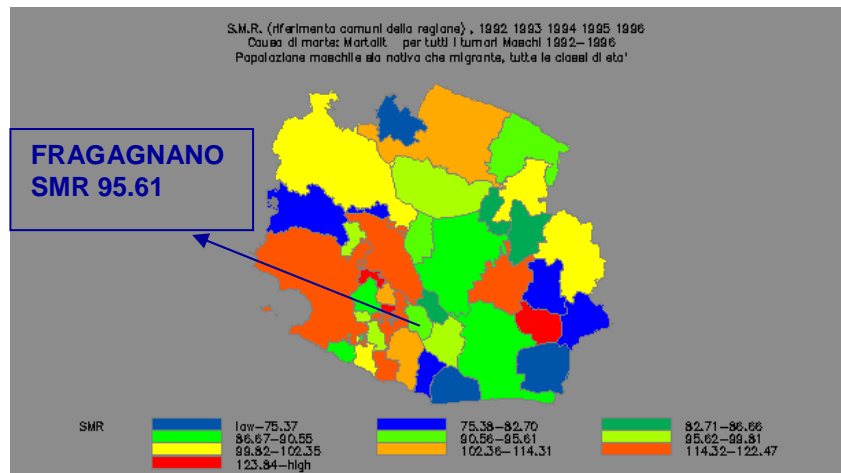 S.M.R. (riferimento comuni della regione) , 1992 1993 1994 1995 1996
Causa di morte: Mortalit per tutti i tumori Maschi 1992-1996
Popolazione maschile sia nativa che migrante, tutte le classi di eta'
FRAGAGNANO
SMR 95.61
SMR
low-75.37
75.38-82.70
82.71-86.66
86.67-90.55
90.56-95.61
95.62-99.81
99.82-102.35
102.36-114.31
114.32-122.47
123.84-high